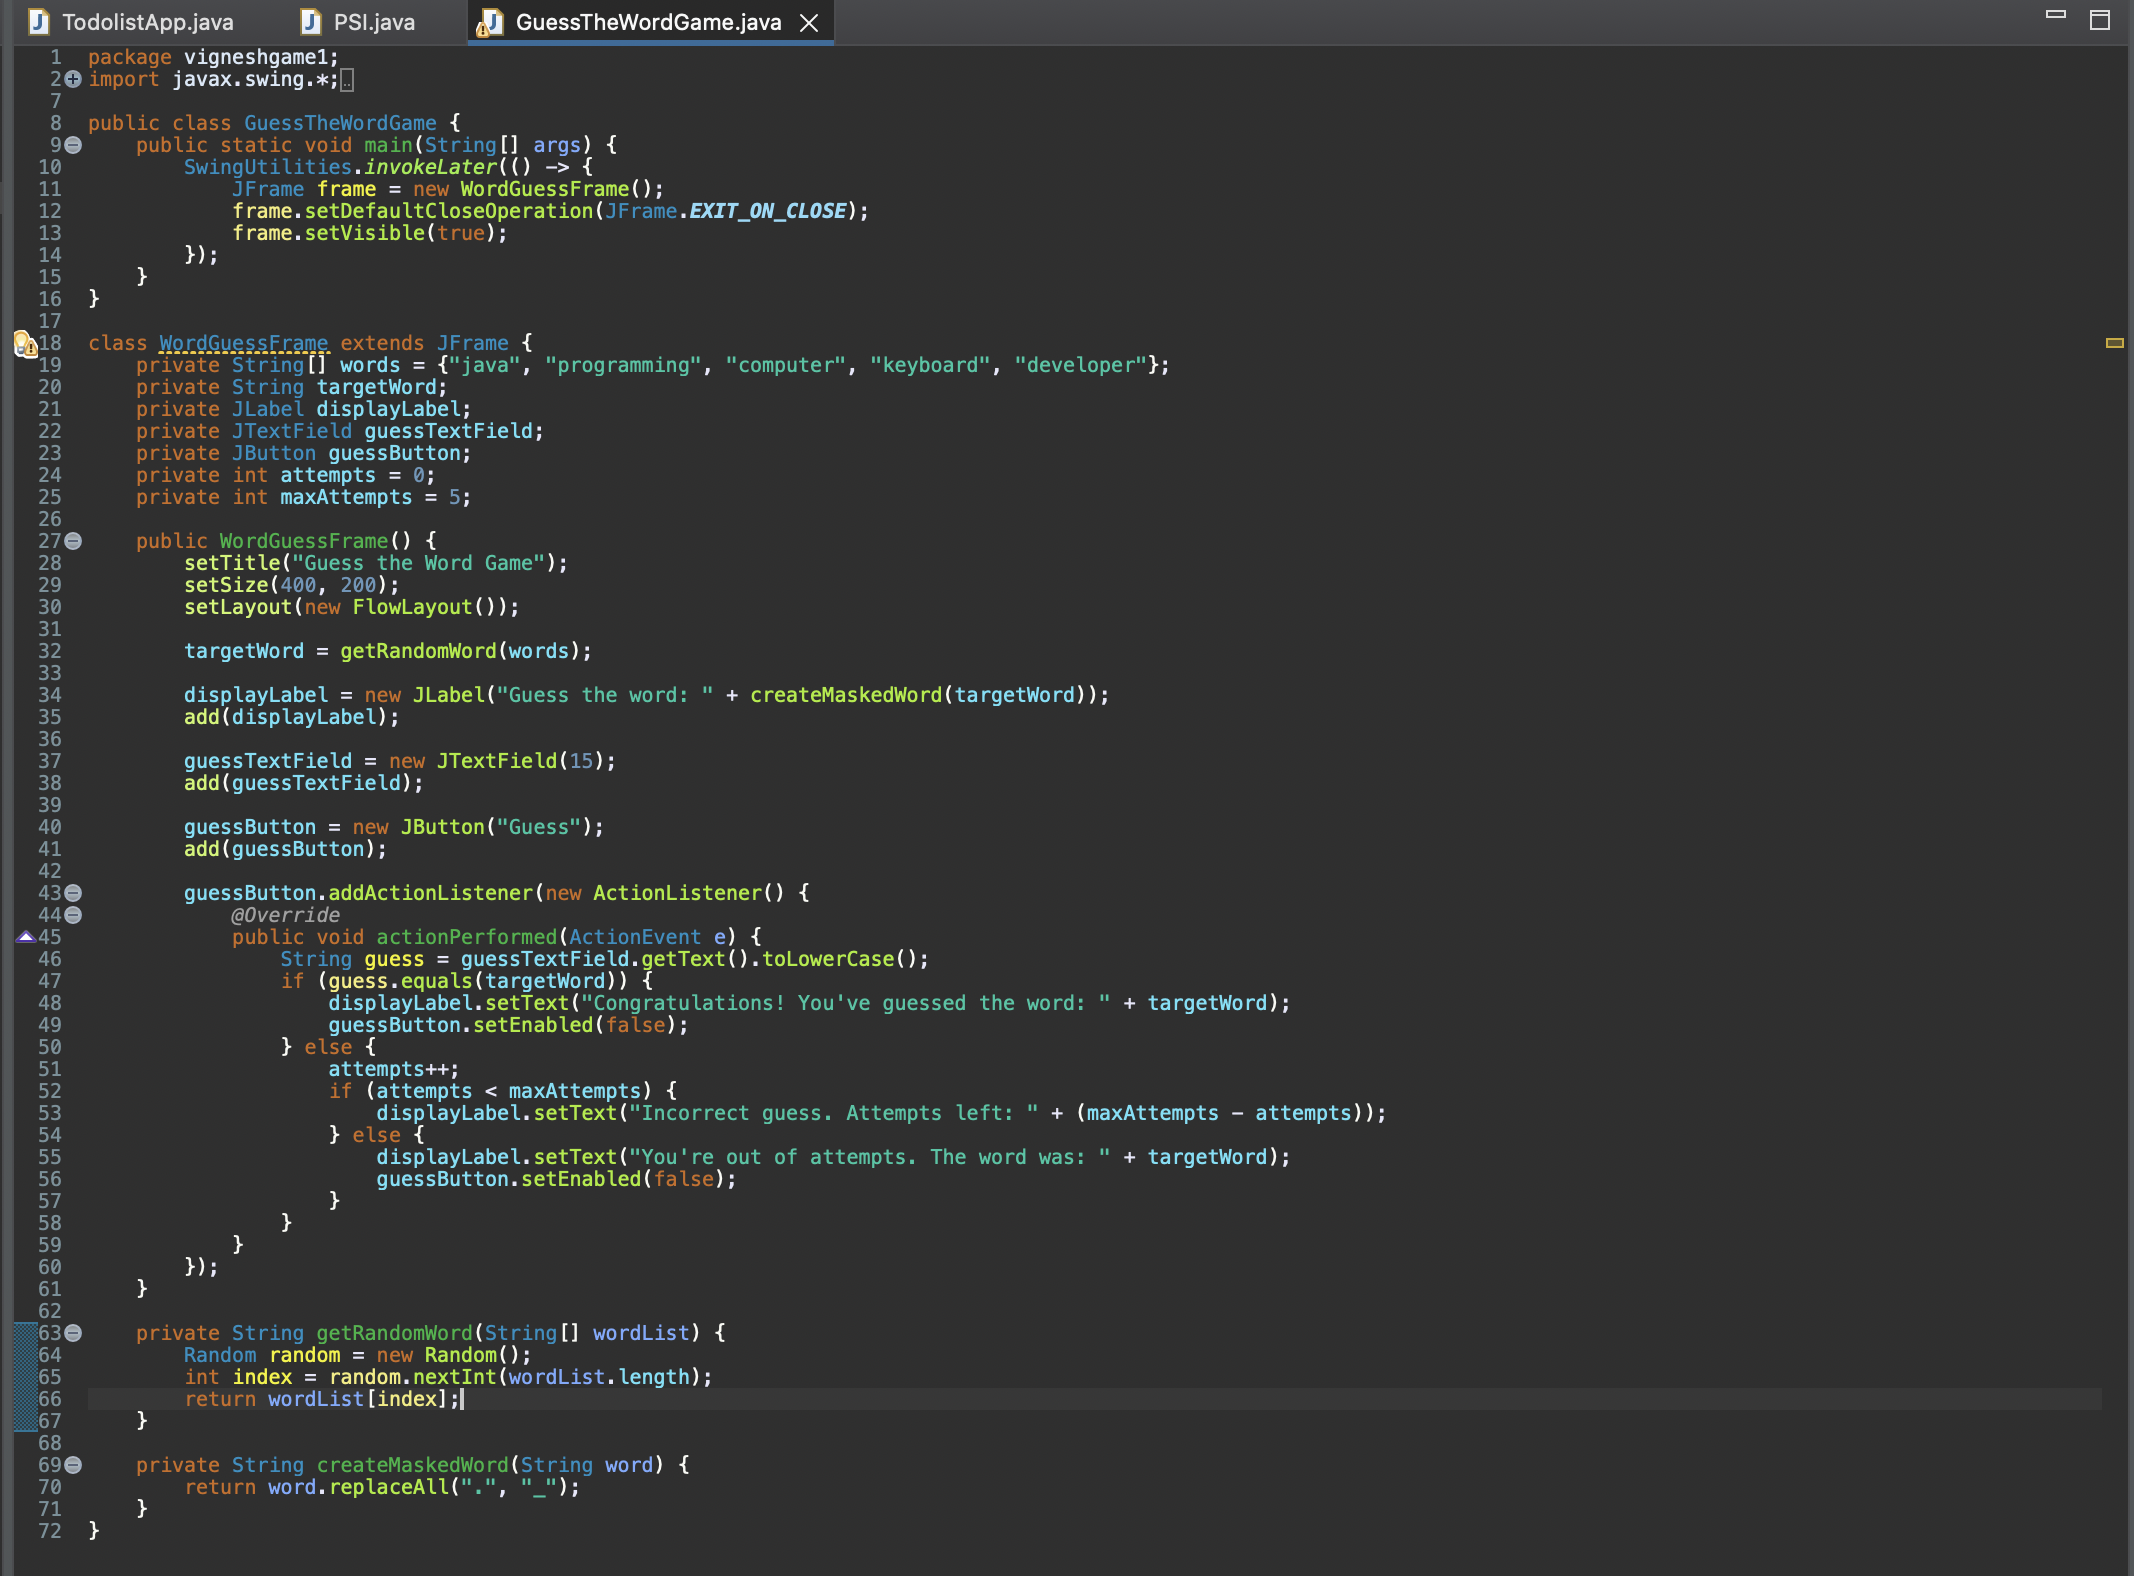 TodolistApp.java PSI.java GuessTheWordGame.java
1 package vigneshgame1;
2 import javax.swing.*;
7
8 public class GuessTheWordGame {
9 public static void main(String[] args) {
10 SwingUtilities.invokeLater(() -> {
11 JFrame frame = new WordGuessFrame();
12 frame.setDefaultCloseOperation(JFrame.EXIT_ON_CLOSE);
13 frame.setVisible(true);
14 });
15 }
16 }
17
18 class WordGuessFrame extends JFrame {
19 private String[] words = {"java", "programming", "computer", "keyboard", "developer"};
20 private String targetWord;
21 private JLabel displayLabel;
22 private JTextField guessTextField;
23 private JButton guessButton;
24 private int attempts = 0;
25 private int maxAttempts = 5;
26
27 public WordGuessFrame() {
28 setTitle("Guess the Word Game");
29 setSize(400, 200);
30 setLayout(new FlowLayout());
31
32 targetWord = getRandomWord(words);
33
34 displayLabel = new JLabel("Guess the word: " + createMaskedWord(targetWord));
35 add(displayLabel);
36
37 guessTextField = new JTextField(15);
38 add(guessTextField);
39
40 guessButton = new JButton("Guess");
41 add(guessButton);
42
43 guessButton.addActionListener(new ActionListener() {
44 @Override
45 public void actionPerformed(ActionEvent e) {
46 String guess = guessTextField.getText().toLowerCase();
47 if (guess.equals(targetWord)) {
48 displayLabel.setText("Congratulations! You've guessed the word: " + targetWord);
49 guessButton.setEnabled(false);
50 } else {
51 attempts++;
52 if (attempts < maxAttempts) {
53 displayLabel.setText("Incorrect guess. Attempts left: " + (maxAttempts - attempts));
54 } else {
55 displayLabel.setText("You're out of attempts. The word was: " + targetWord);
56 guessButton.setEnabled(false);
57 }
58 }
59 }
60 });
61 }
62
63 private String getRandomWord(String[] wordList) {
64 Random random = new Random();
65 int index = random.nextInt(wordList.length);
66 return wordList[index];
67 }
68
69 private String createMaskedWord(String word) {
70 return word.replaceAll(".", "_");
71 }
72 }